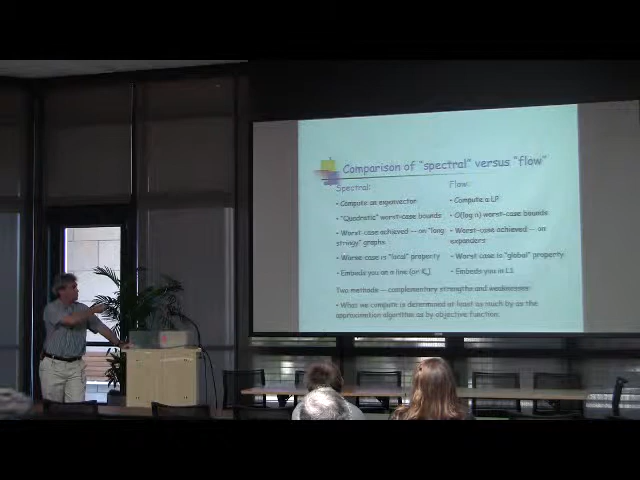 Comparison of "spectral" versus "flow"
Spectral:
• Compute an eigenvector
• "Quadratic" worst-case bounds
• Worst-case achieved -- on "long
stringy" graphs
• Worse-case is "local" property
• Embeds you on a line (or Kn)
Flow:
• Compute a LP
• O(log n) worst-case bounds
• Worst-case achieved -- on
expanders
• Worst case is "global" property
• Embeds you in L1
Two methods -- complementary strengths and weaknesses
• What we compute is determined at least as much by as the
approximation algorithm as by objective function.